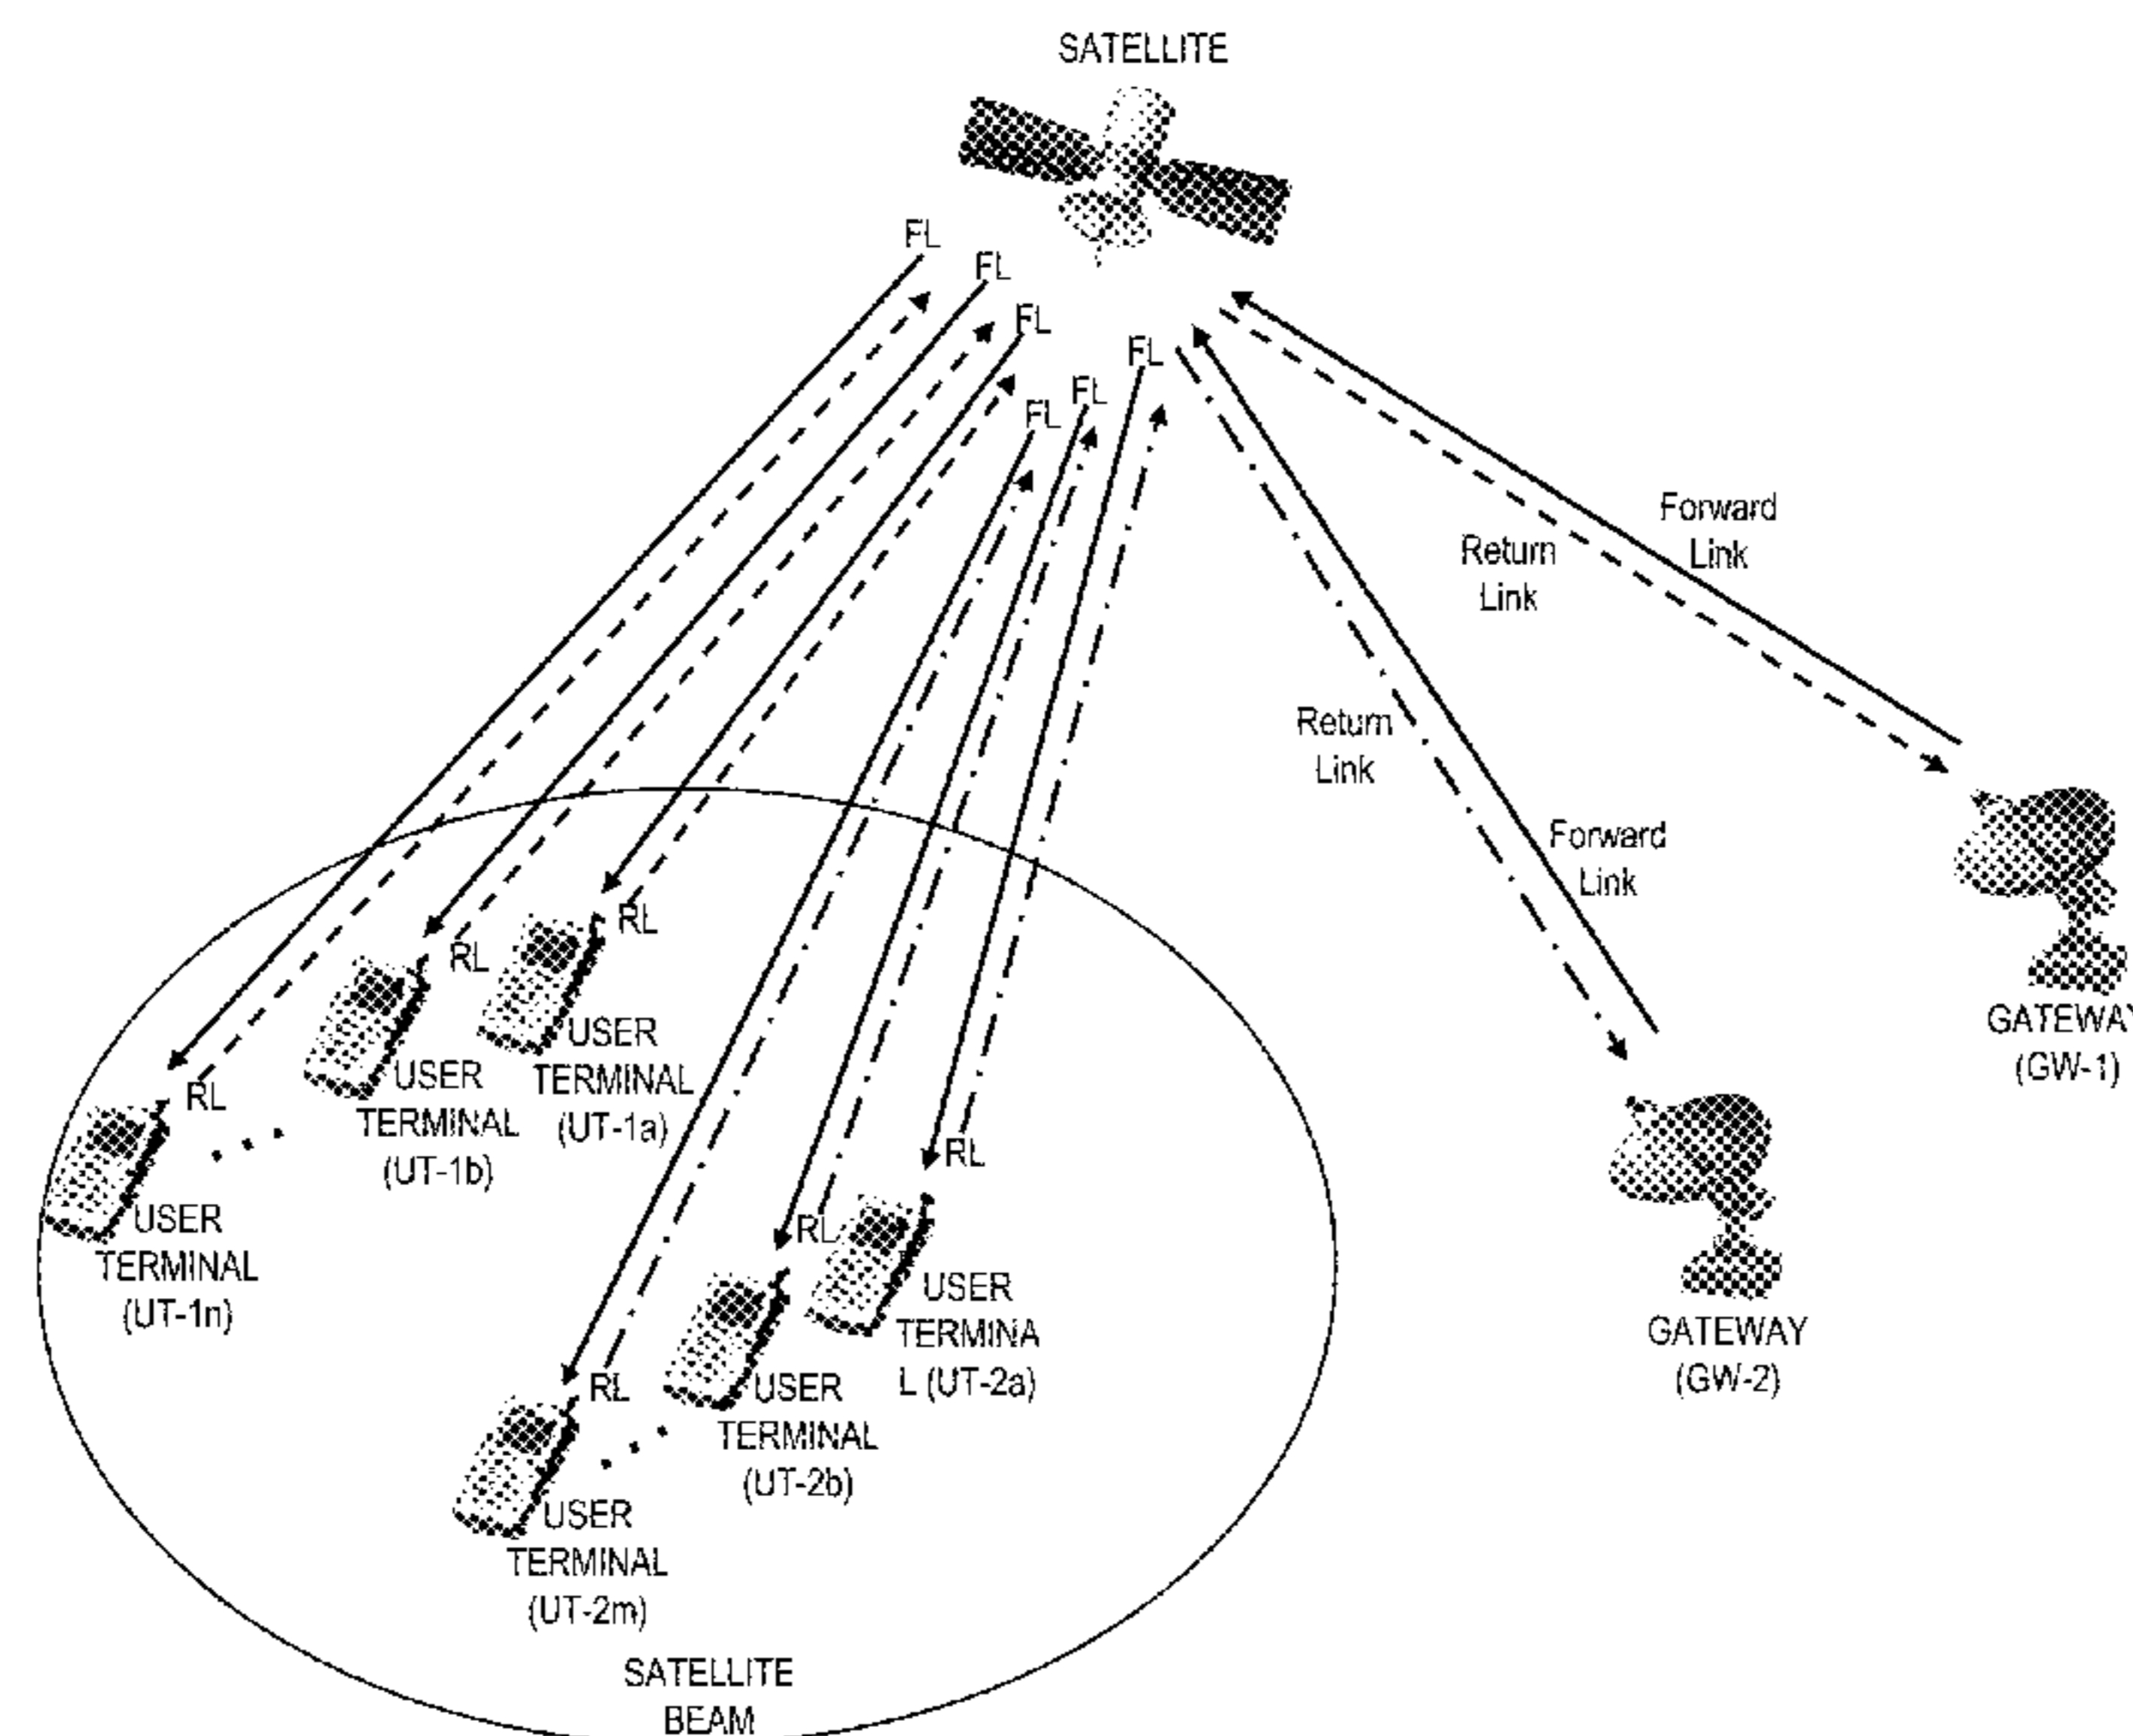 SATELLITE
FL
FL
FL
FL
FL
FL
Forward
Link
Return
Link
Return
Link
Forward
Link
RL
RL
RL
RL
RL
RL
USER
TERMINAL
(UT-1a)
USER
TERMINAL
(UT-1b)
USER
TERMINAL
(UT-1n)
USER
TERMINA
L (UT-2a)
USER
TERMINAL
(UT-2b)
USER
TERMINAL
(UT-2m)
GATEWAY
(GW-1)
GATEWAY
(GW-2)
SATELLITE
BEAM